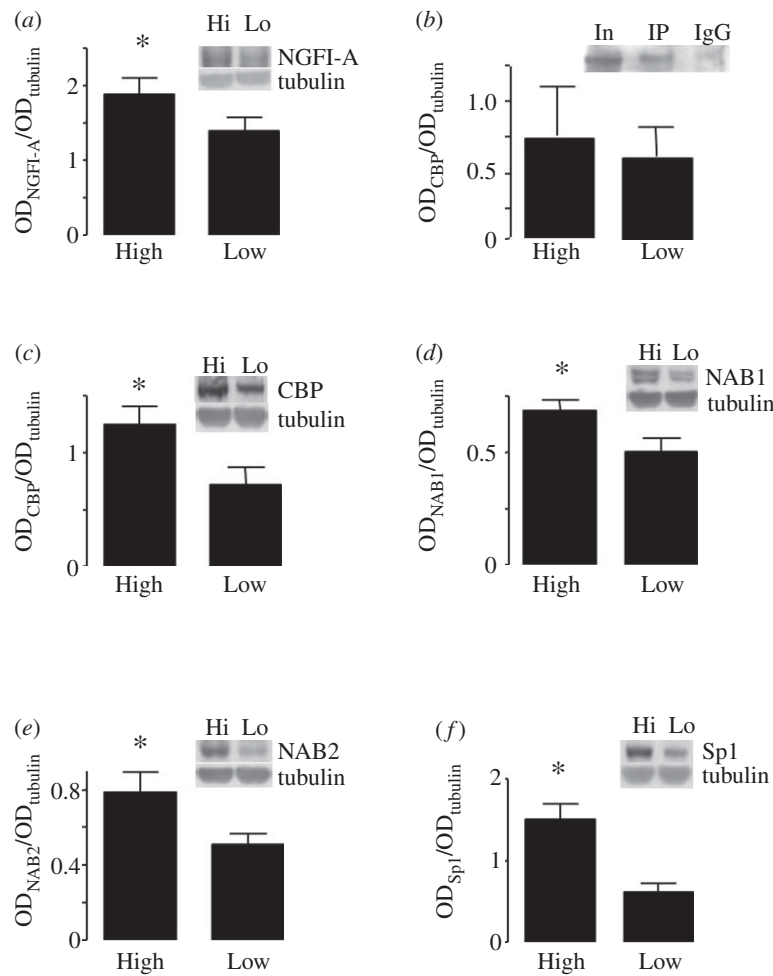 (a)
Hi Lo
NGFI-A
tubulin
*
OD_NGFI-A/OD_tubulin
2
1
0
High Low
(b)
In IP IgG
OD_CBP/OD_tubulin
1.0
0.5
0
High Low
(c)
Hi Lo
CBP
tubulin
*
OD_CBP/OD_tubulin
1
0
High Low
(d)
Hi Lo
NAB1
tubulin
*
OD_NAB1/OD_tubulin
0.5
0
High Low
(e)
Hi Lo
NAB2
tubulin
*
OD_NAB2/OD_tubulin
0.8
0.4
0
High Low
(f)
Hi Lo
Sp1
tubulin
*
OD_Sp1/OD_tubulin
2
1
0
High Low